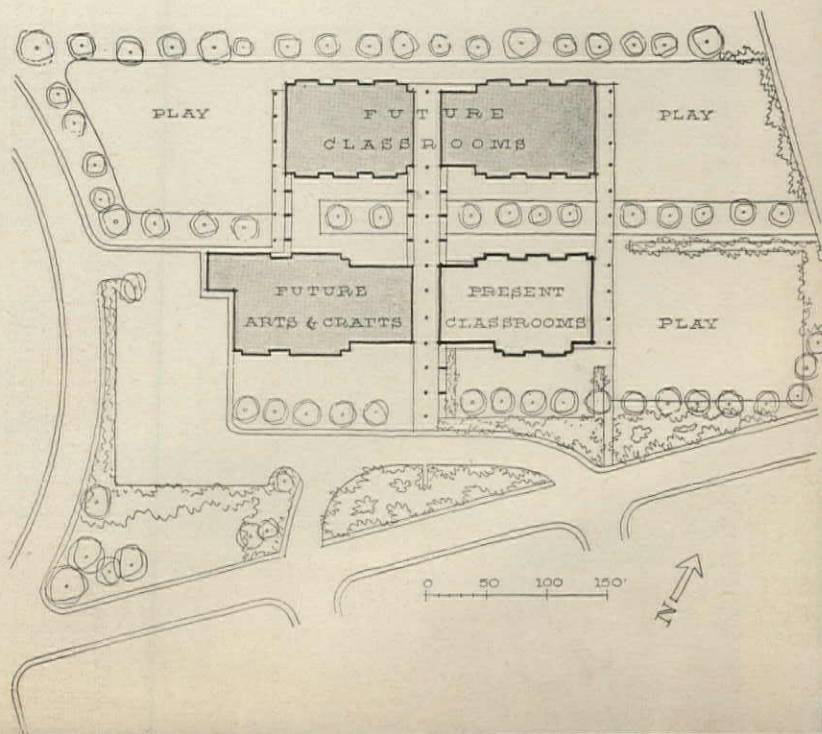 PLAY
FUTURE
CLASSROOMS
PLAY
FUTURE
ARTS & CRAFTS
PRESENT
CLASSROOMS
PLAY
0 50 100 150'
N